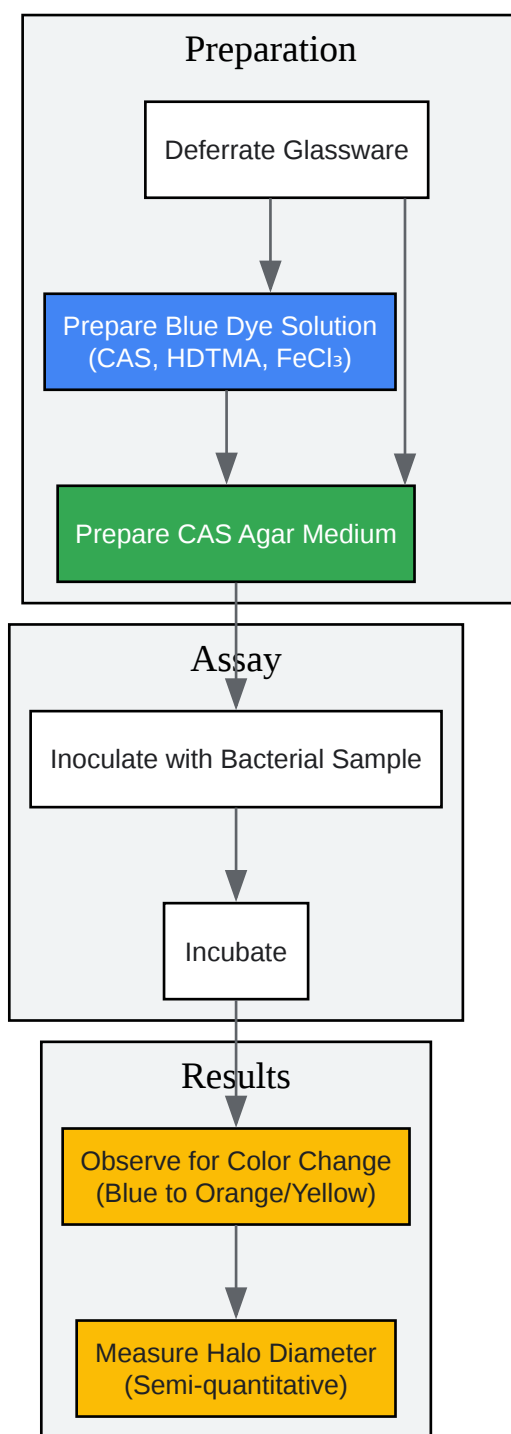 Preparation
Deferrate Glassware
Prepare Blue Dye Solution
(CAS, HDTMA, FeCl₃)
Prepare CAS Agar Medium
Assay
Inoculate with Bacterial Sample
Incubate
Results
Observe for Color Change
(Blue to Orange/Yellow)
Measure Halo Diameter
(Semi-quantitative)